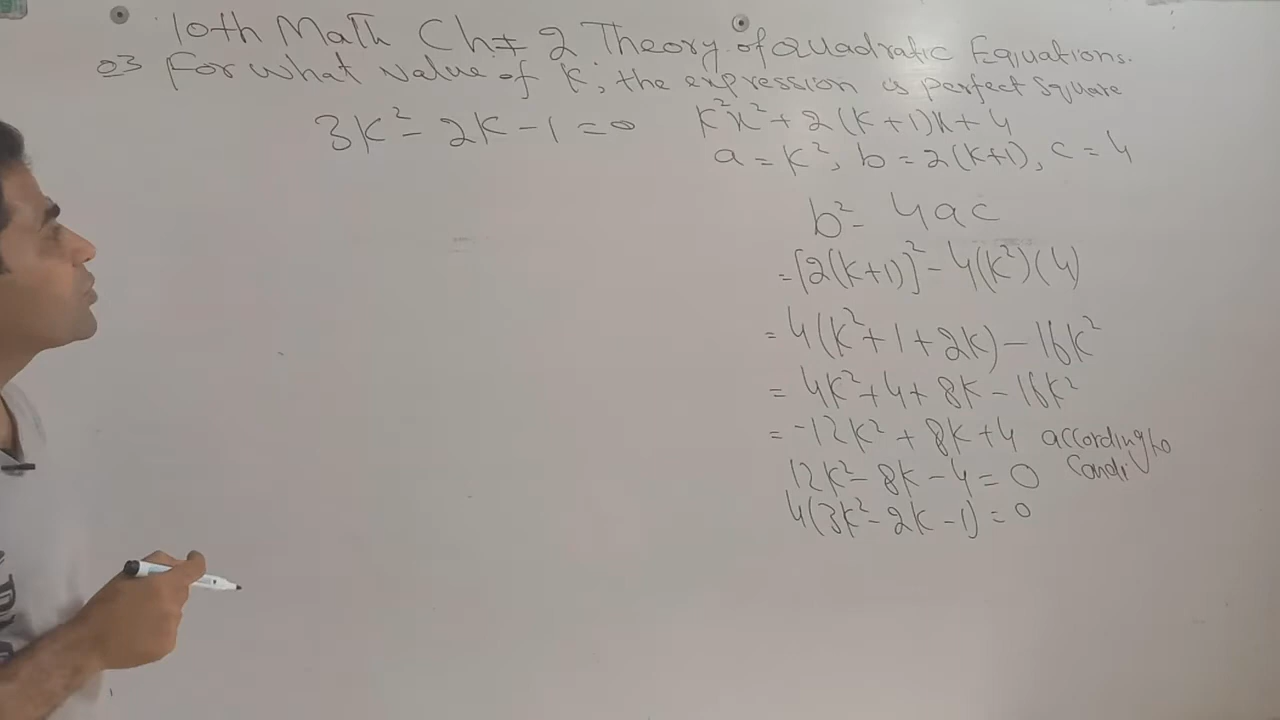 10th Math Ch# 2 Theory of Quadratic Equations.
Q3 For what value of K, the expression is perfect square
K²x² + 2(K+1)x + 4
a = K², b = 2(K+1), c = 4
b² - 4ac
= [2(K+1)]² - 4(K²)(4)
= 4(K² + 1 + 2K) - 16K²
= 4K² + 4 + 8K - 16K²
= -12K² + 8K + 4 according to
12K² - 8K - 4 = 0 Condi
4(3K² - 2K - 1) = 0
3K² - 2K - 1 = 0